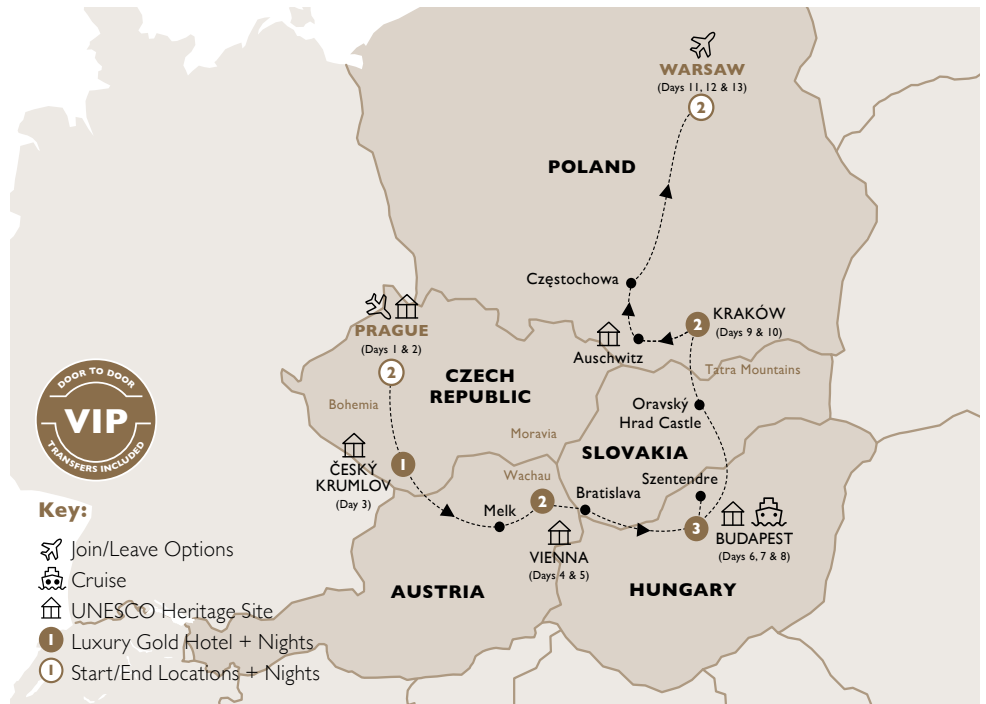 WARSAW
(Days 11, 12 & 13)
2
POLAND
Częstochowa
KRAKÓW
2
(Days 9 & 10)
Auschwitz
Tatra Mountains
PRAGUE
(Days 1 & 2)
2
CZECH
REPUBLIC
Bohemia
Moravia
Oravský
Hrad Castle
SLOVAKIA
DOOR TO DOOR
VIP
TRANSFERS INCLUDED
ČESKÝ
KRUMLOV
(Day 3)
1
Wachau
2
Melk
Bratislava
Szentendre
3
BUDAPEST
(Days 6, 7 & 8)
VIENNA
(Days 4 & 5)
AUSTRIA
HUNGARY
Key:
Join/Leave Options
Cruise
UNESCO Heritage Site
1 Luxury Gold Hotel + Nights
1 Start/End Locations + Nights